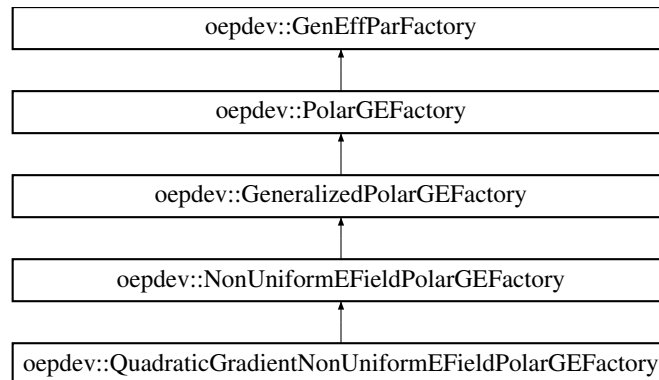 oepdev::GenEffParFactory
oepdev::PolarGEFactory
oepdev::GeneralizedPolarGEFactory
oepdev::NonUniformEFieldPolarGEFactory
oepdev::QuadraticGradientNonUniformEFieldPolarGEFactory